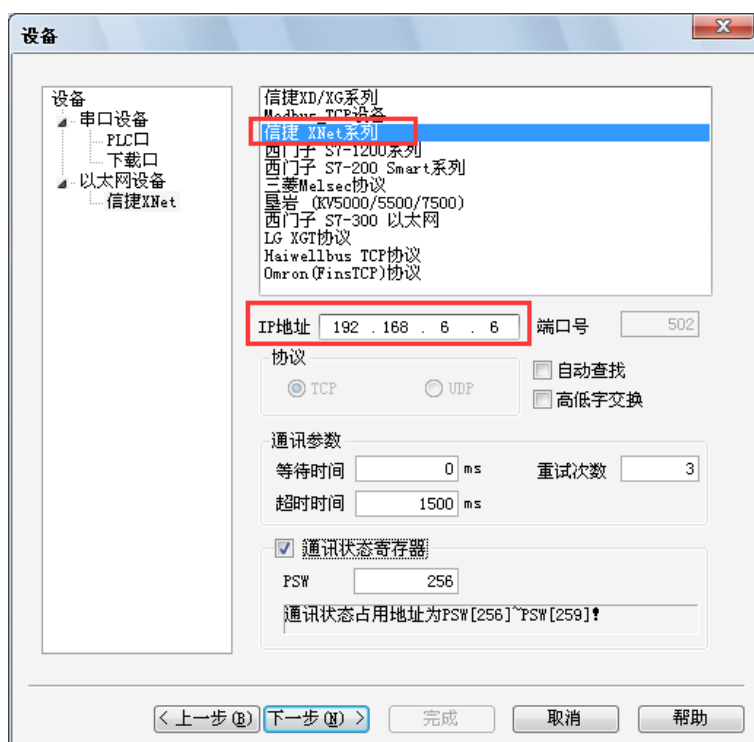 设备
设备
串口设备
PLC口
下载口
以太网设备
信捷XNet
信捷XD/XG系列
Modbus TCP设备
信捷 XNet系列
西门子 S7-1200系列
西门子 S7-200 Smart系列
三菱Melsec协议
基岩 (KV5000/5500/7500)
西门子 S7-300 以太网
LG XGT协议
Haiwellbus TCP协议
Omron(FinsTCP)协议
IP地址 192 . 168 . 6 . 6 端口号 502
协议
TCP UDP
自动查找
高低字交换
通讯参数
等待时间 0 ms 重试次数 3
超时时间 1500 ms
通讯状态寄存器
PSW 256
通讯状态占用地址为PSW[256]~PSW[259]!
< 上一步(B) 下一步(N) > 完成 取消 帮助